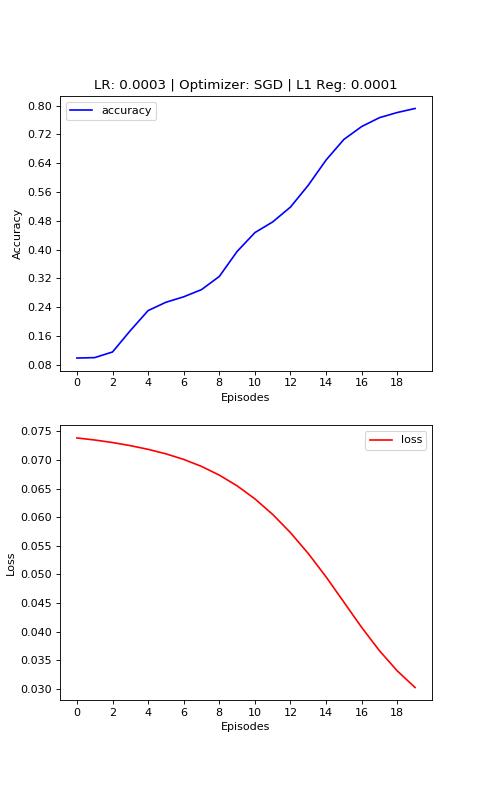 LR: 0.0003 | Optimizer: SGD | L1 Reg: 0.0001
accuracy
0.80
0.72
0.64
0.56
0.48
0.40
0.32
0.24
0.16
0.08
Accuracy
0 2 4 6 8 10 12 14 16 18
Episodes
loss
0.075
0.070
0.065
0.060
0.055
0.050
0.045
0.040
0.035
0.030
Loss
0 2 4 6 8 10 12 14 16 18
Episodes